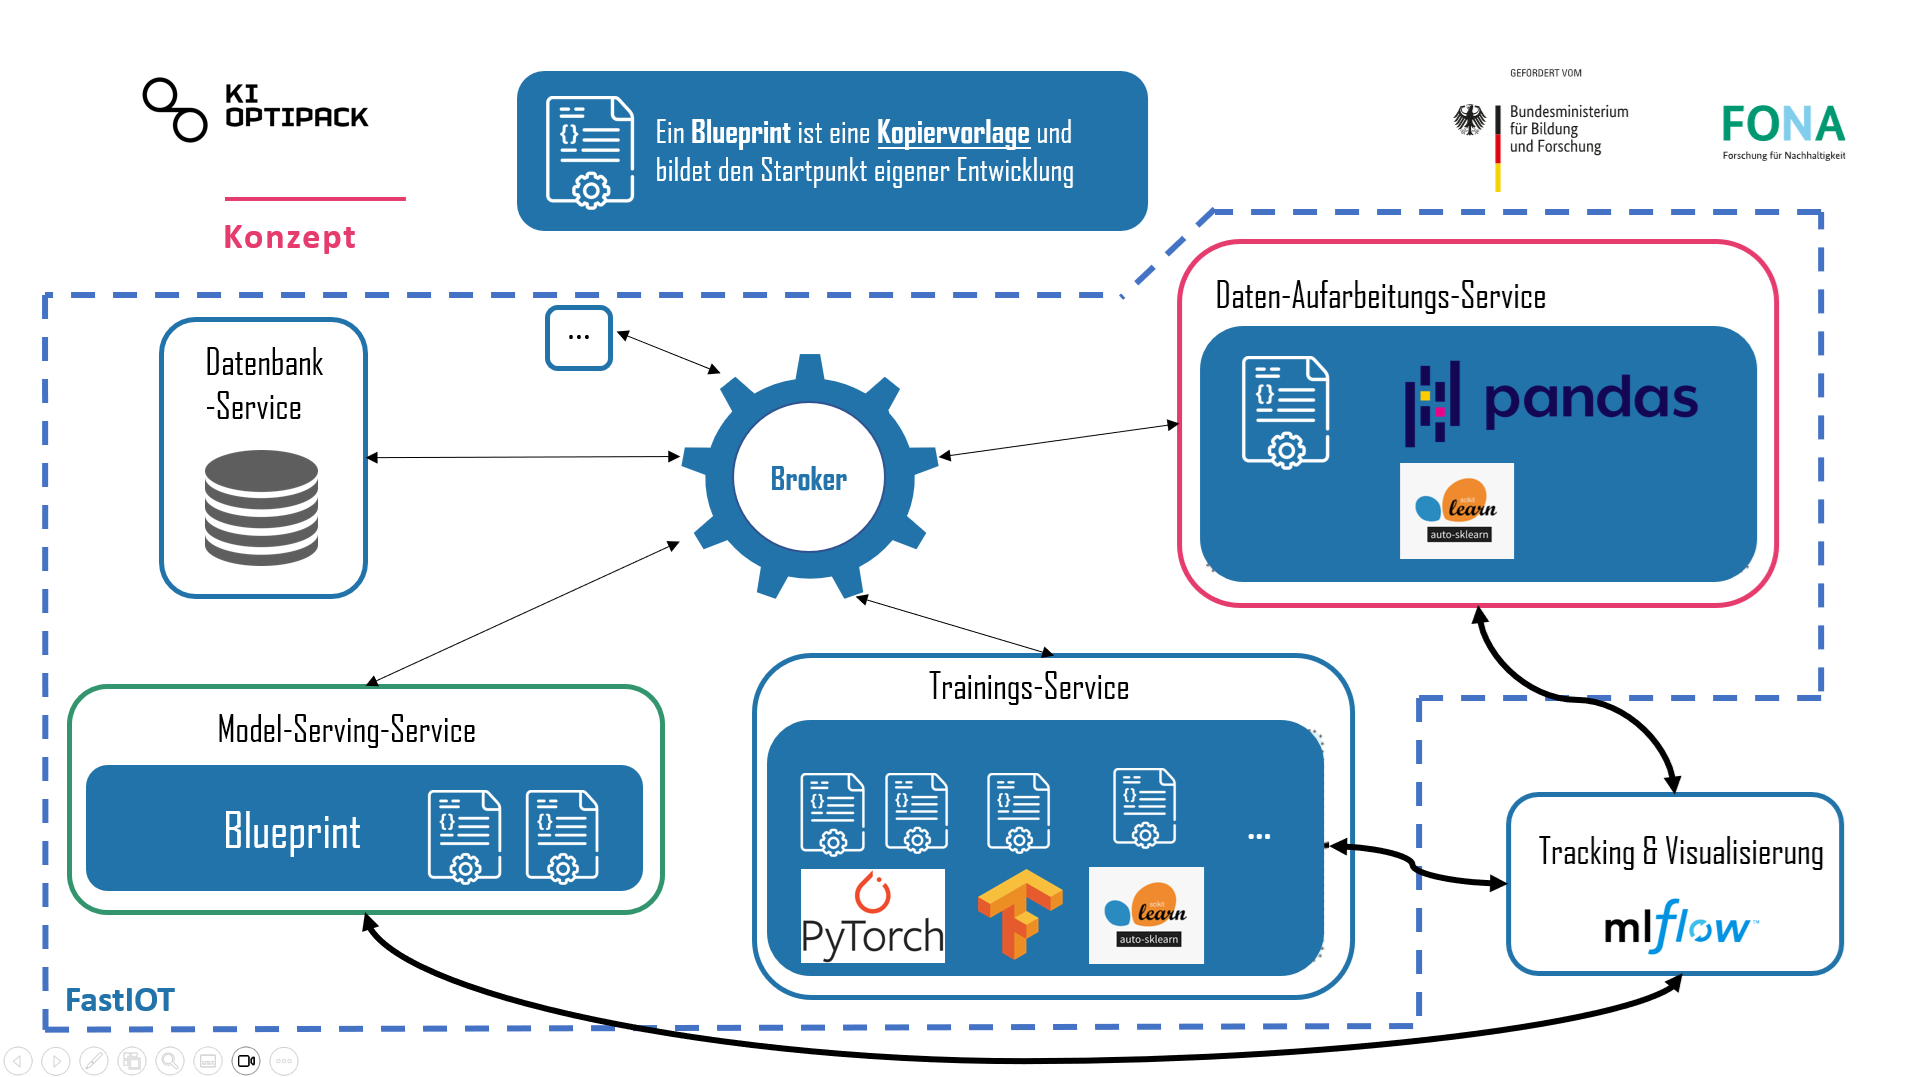 KI
OPTIPACK
Konzept
Ein Blueprint ist eine Kopiervorlage und
bildet den Startpunkt eigener Entwicklung
GEFÖRDERT VOM
Bundesministerium
für Bildung
und Forschung
FONA
Forschung für Nachhaltigkeit
Datenbank
-Service
...
Broker
Daten-Aufarbeitungs-Service
pandas
scikit
learn
auto-sklearn
Model-Serving-Service
Blueprint
Trainings-Service
...
PyTorch
scikit
learn
auto-sklearn
Tracking & Visualisierung
mlflow™
FastIOT